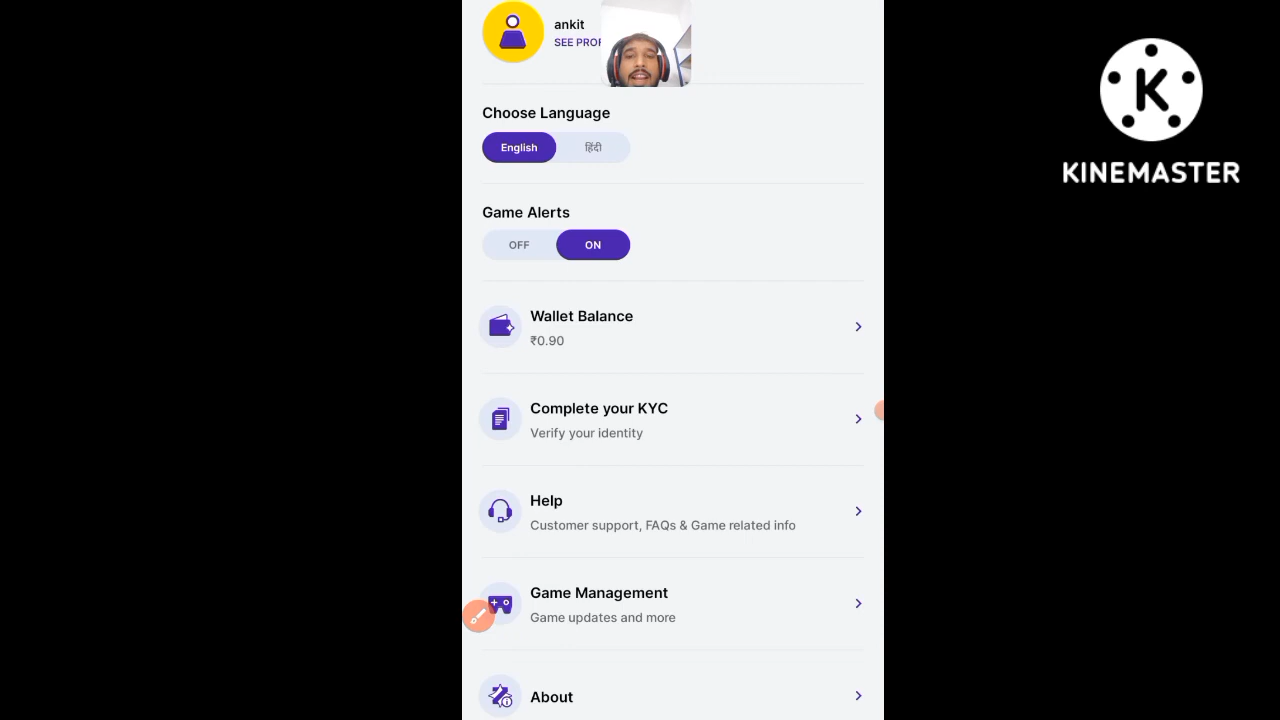 ankit
SEE PROF
Choose Language
English
हिंदी
Game Alerts
OFF
ON
Wallet Balance
₹0.90
Complete your KYC
Verify your identity
Help
Customer support, FAQs & Game related info
Game Management
Game updates and more
About
K
KINEMASTER